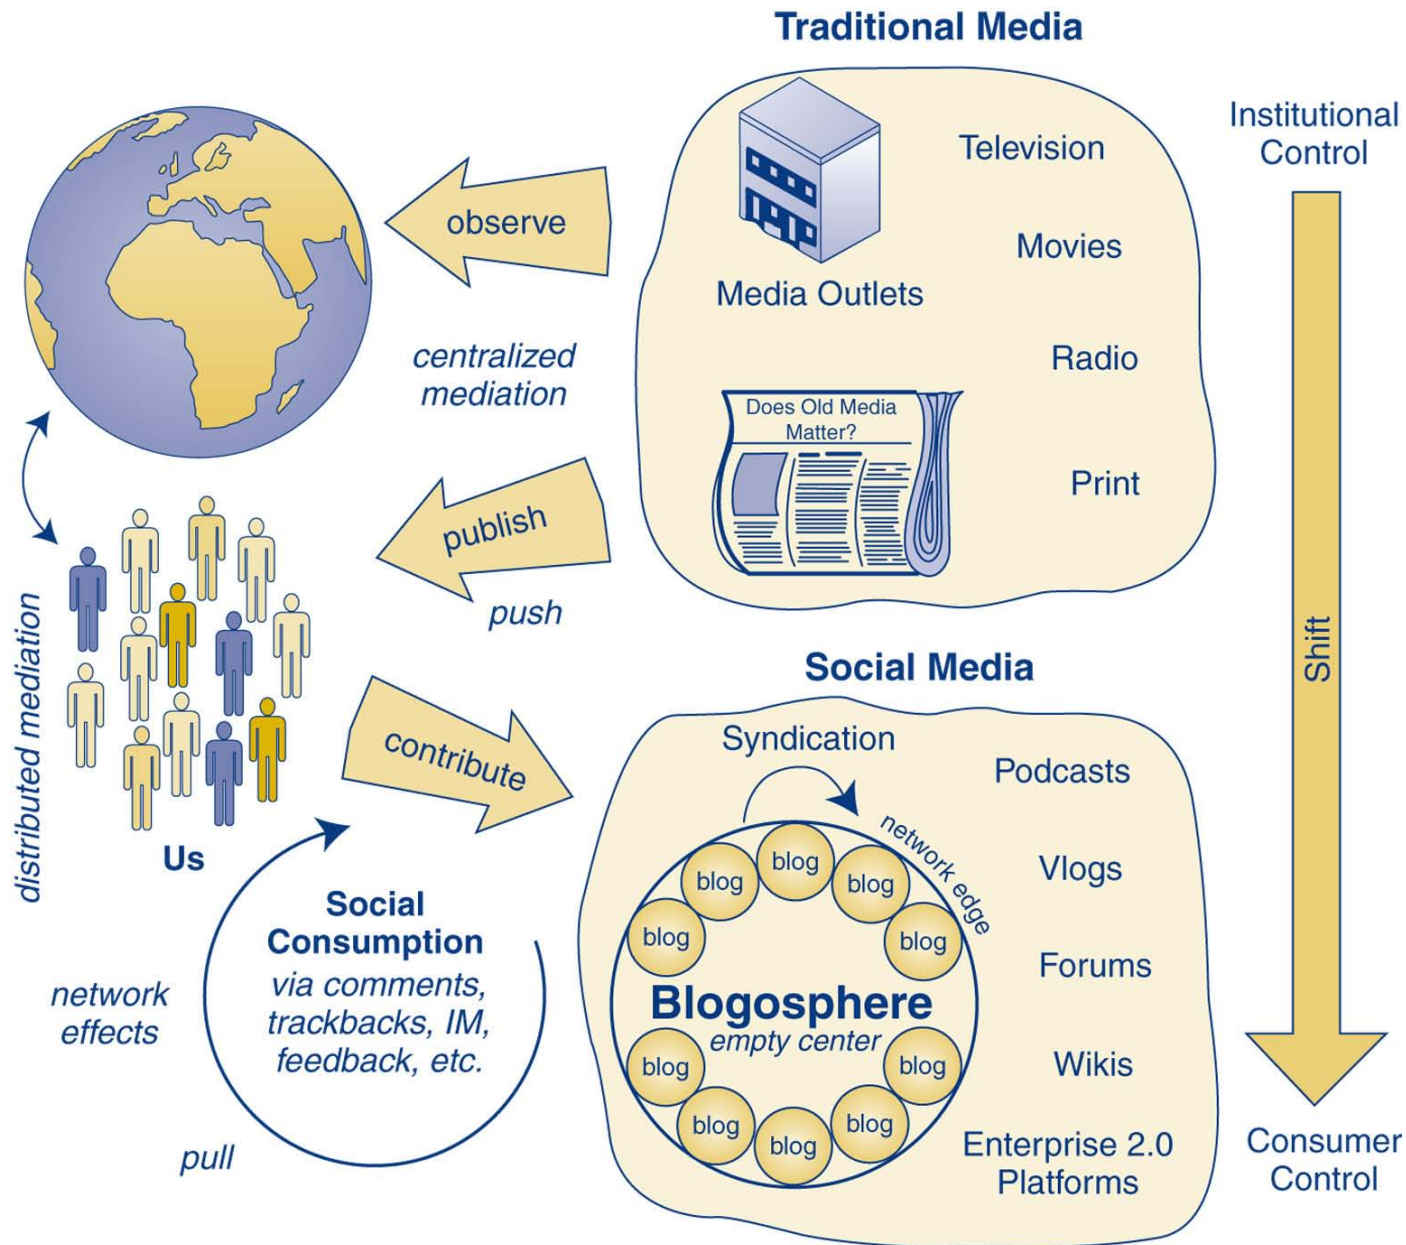 Traditional Media
Institutional
Control
Television
Movies
Media Outlets
Radio
Does Old Media
Matter?
Print
observe
centralized
mediation
publish
push
Shift
Social Media
contribute
distributed mediation
Us
Social
Consumption
via comments,
trackbacks, IM,
feedback, etc.
network
effects
pull
Syndication
network edge
blog
blog
blog
blog
blog
blog
Blogosphere
empty center
blog
blog
blog
blog
blog
Podcasts
Vlogs
Forums
Wikis
Enterprise 2.0
Platforms
Consumer
Control